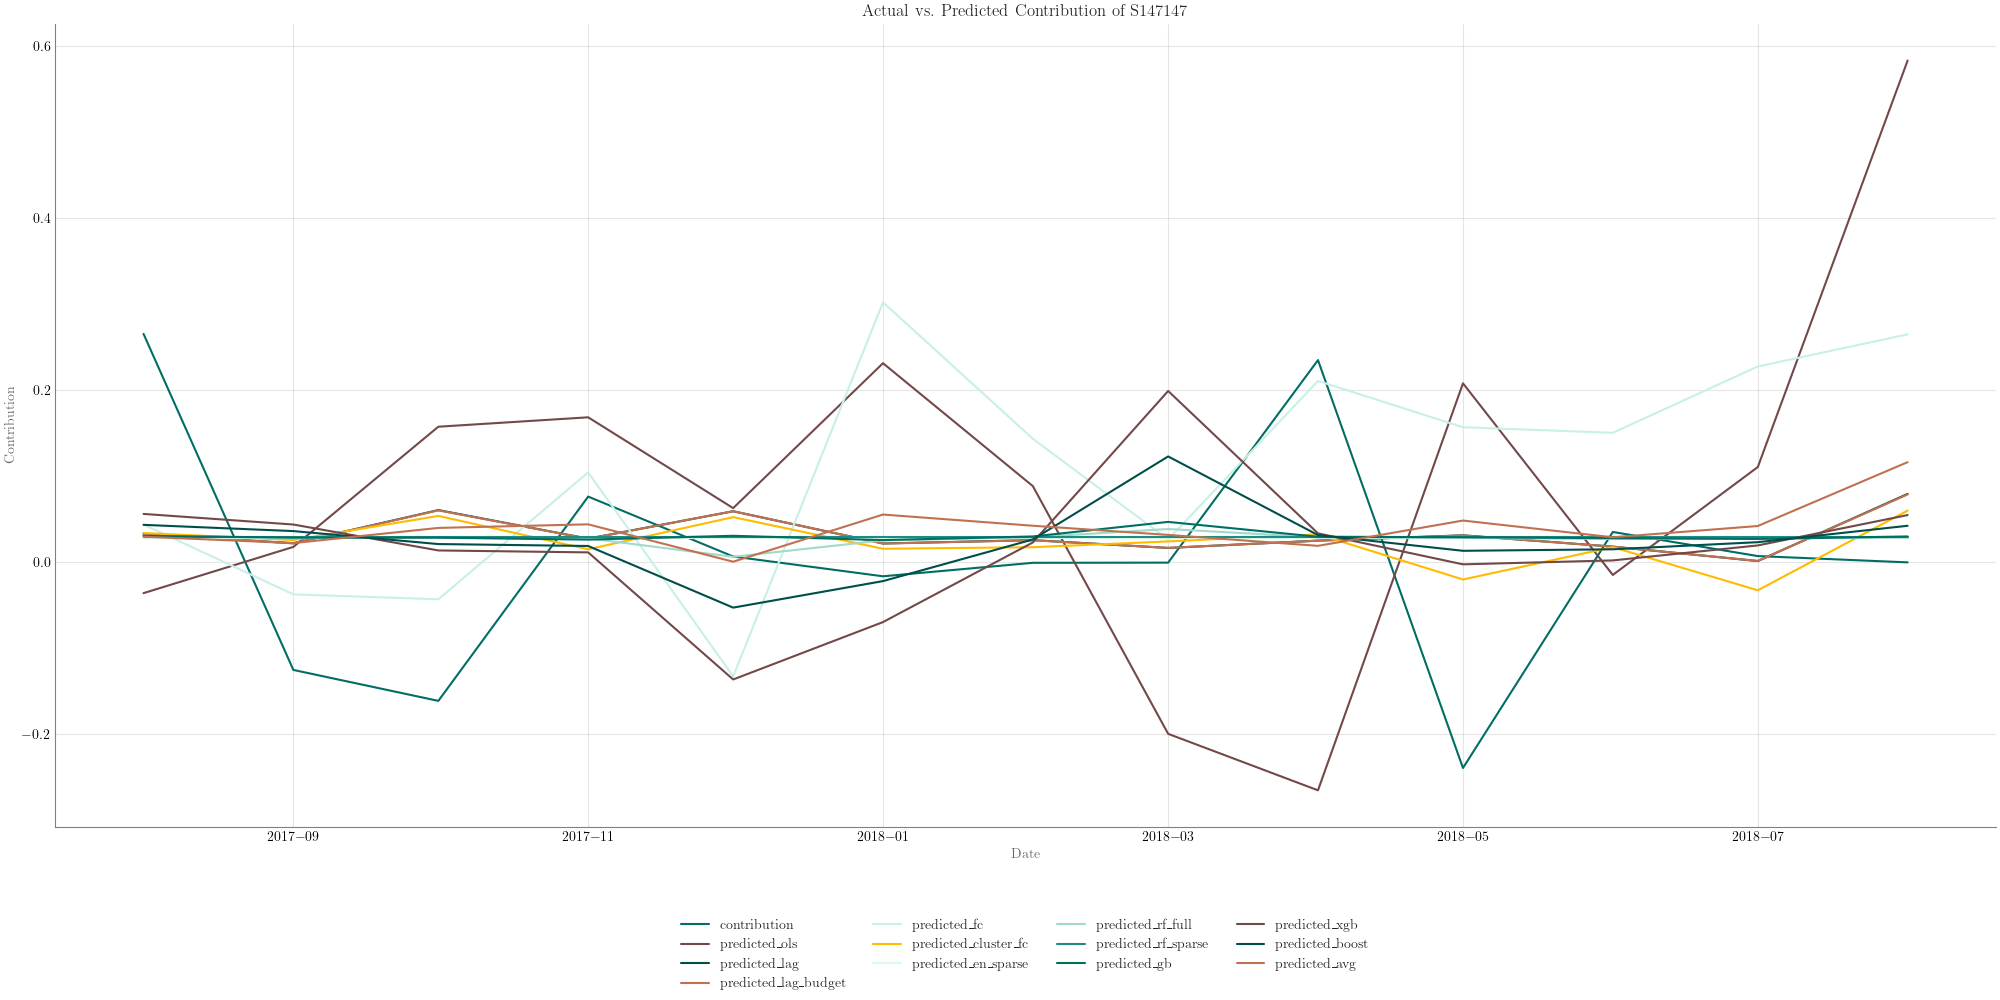 Actual vs. Predicted Contribution of S147147
0.6
0.4
0.2
0.0
−0.2
Contribution
2017−09 2017−11 2018−01 2018−03 2018−05 2018−07
Date
contribution predicted_fc predicted_rf_full predicted_xgb
predicted_ols predicted_cluster_fc predicted_rf_sparse predicted_boost
predicted_lag predicted_en_sparse predicted_gb predicted_avg
predicted_lag_budget